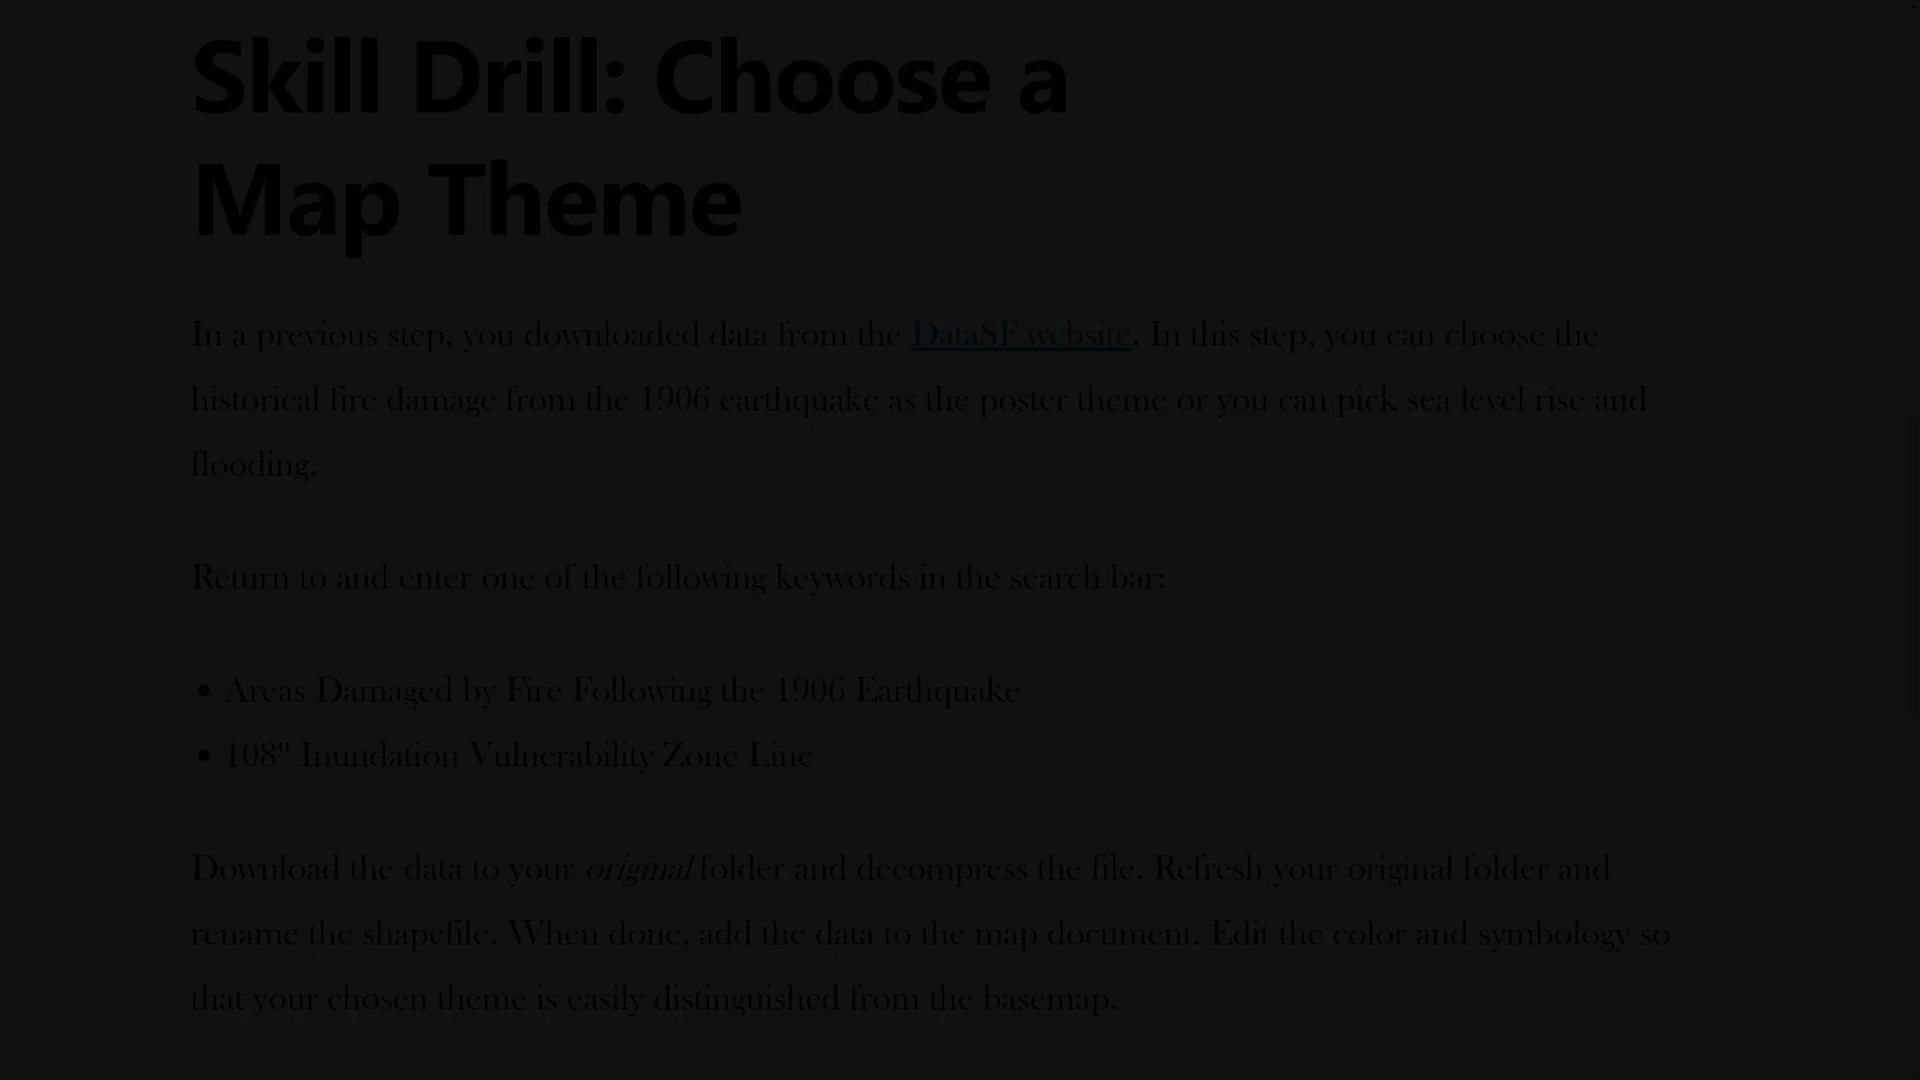 Skill Drill: Choose a
Map Theme
In a previous step, you downloaded data from the DataSF website. In this step, you can choose the
historical fire damage from the 1906 earthquake as the poster theme or you can pick sea level rise and
flooding.
Return to and enter one of the following keywords in the search bar:
• Areas Damaged by Fire Following the 1906 Earthquake
• 108" Inundation Vulnerability Zone Line
Download the data to your original folder and decompress the file. Refresh your original folder and
rename the shapefile. When done, add the data to the map document. Edit the color and symbology so
that your chosen theme is easily distinguished from the basemap.